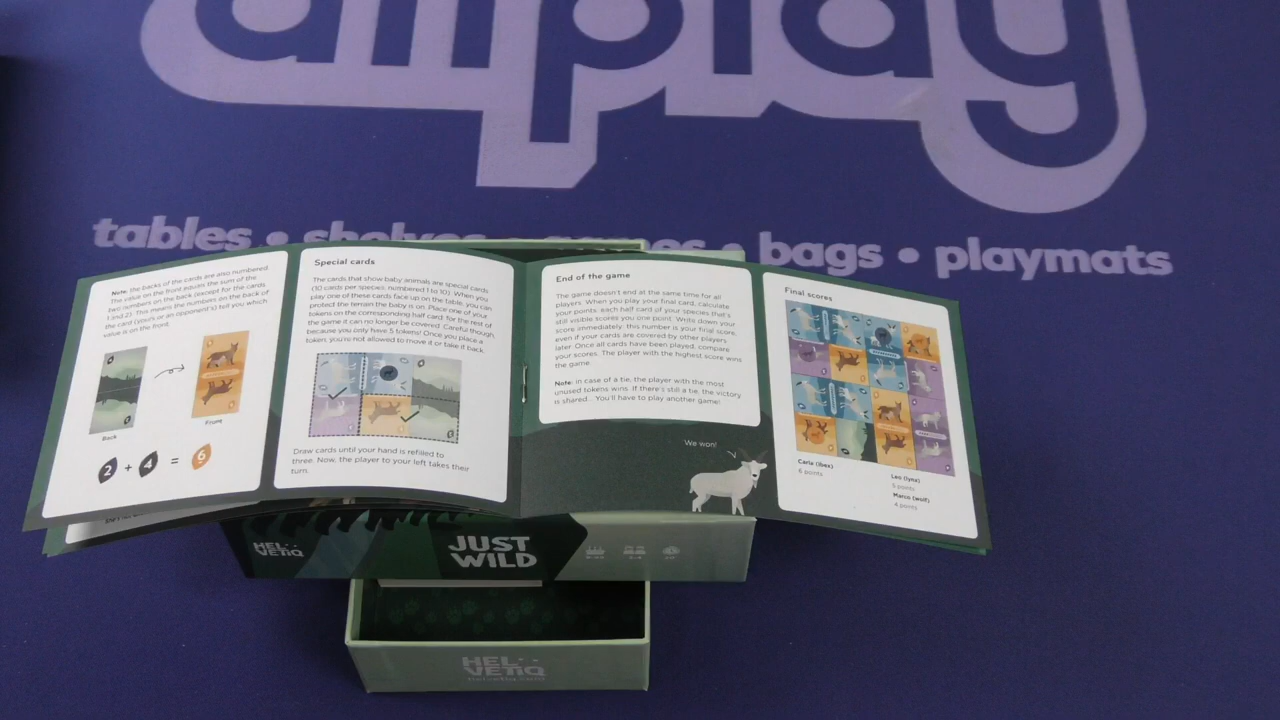 allplay
tables • shelves • games • bags • playmats
Note: the backs of the cards are also numbered.
The value on the front equals the sum of the
two numbers on the back (except for the cards
1 and 2). This means the numbers on the back of
the card (yours or an opponent's) tell you which
value is on the front.
Back
Front
2 + 4 = 6
Special cards
The cards that show baby animals are special cards
(10 cards per species, numbered 1 to 10). When you
play one of these cards face up on the table, you can
protect the terrain the baby is on. Place one of your
tokens on the corresponding half card: for the rest of
the game it can no longer be covered. Careful though,
because you only have 5 tokens! Once you place a
token, you're not allowed to move it or take it back.
Draw cards until your hand is refilled to
three. Now, the player to your left takes their
turn.
End of the game
The game doesn't end at the same time for all
players. When you play your final card, calculate
your points: each half card of your species that's
still visible scores you one point. Write down your
score immediately: this number is your final score,
even if your cards are covered by other players
later. Once all cards have been played, compare
your scores. The player with the highest score wins
the game.
Note: in case of a tie, the player with the most
unused tokens wins. If there's still a tie, the victory
is shared... You'll have to play another game!
We won!
Final scores
Carla (ibex)
6 points
Leo (lynx)
5 points
Marco (wolf)
4 points
HEL
VETIQ
JUST
WILD
HEL
VETIQ
helvetiq.com